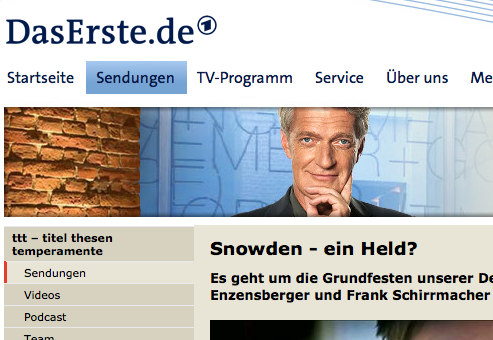 DasErste.de
Startseite Sendungen TV-Programm Service Über uns Me
ttt – titel thesen
temperamente
Sendungen
Videos
Podcast
Team
Snowden - ein Held?
Es geht um die Grundfesten unserer De
Enzensberger und Frank Schirrmacher